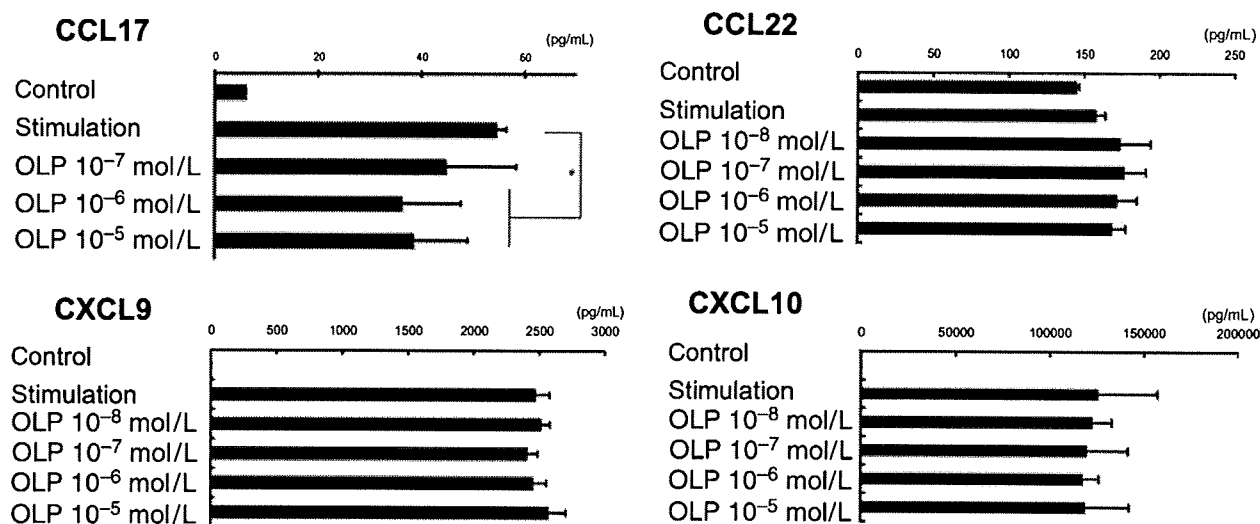 CCL17
(pg/mL)
0 20 40 60
Control
Stimulation
OLP 10⁻⁷ mol/L
OLP 10⁻⁶ mol/L
OLP 10⁻⁵ mol/L
*
CCL22
(pg/mL)
0 50 100 150 200 250
Control
Stimulation
OLP 10⁻⁸ mol/L
OLP 10⁻⁷ mol/L
OLP 10⁻⁶ mol/L
OLP 10⁻⁵ mol/L
CXCL9
(pg/mL)
0 500 1000 1500 2000 2500 3000
Control
Stimulation
OLP 10⁻⁸ mol/L
OLP 10⁻⁷ mol/L
OLP 10⁻⁶ mol/L
OLP 10⁻⁵ mol/L
CXCL10
(pg/mL)
0 50000 100000 150000 200000
Control
Stimulation
OLP 10⁻⁸ mol/L
OLP 10⁻⁷ mol/L
OLP 10⁻⁶ mol/L
OLP 10⁻⁵ mol/L